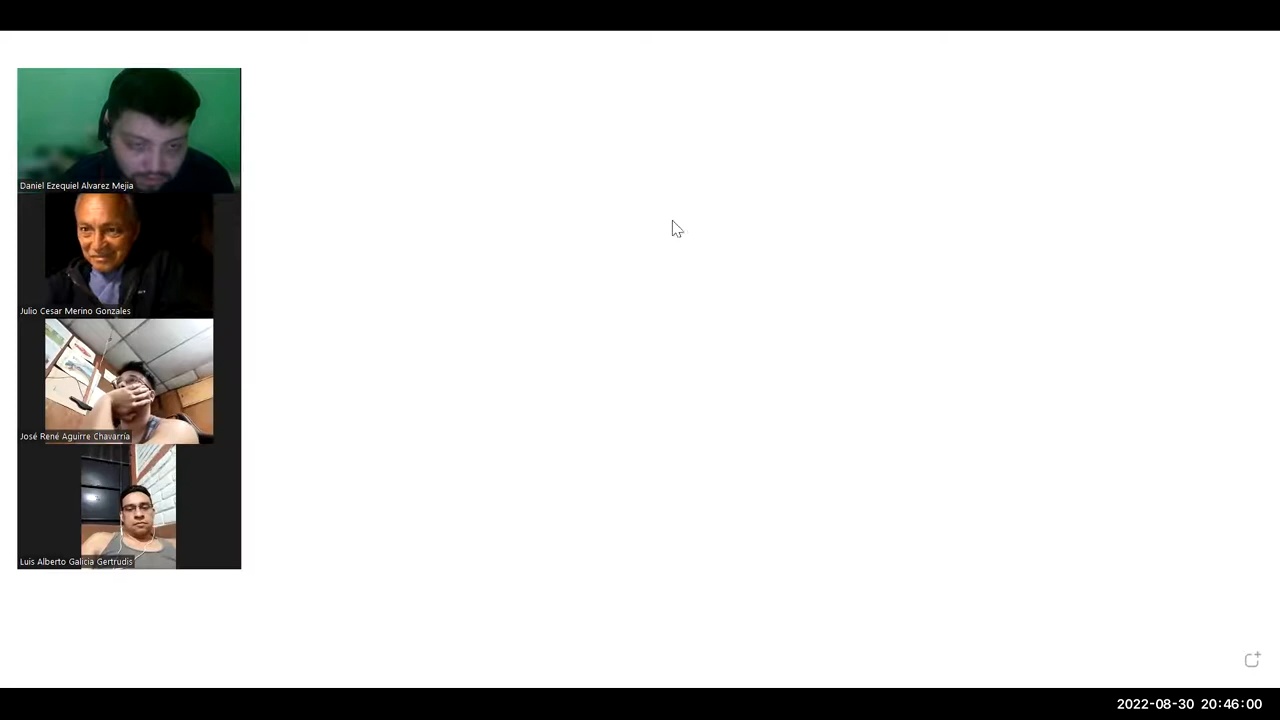 Daniel Ezequiel Alvarez Mejia
Julio Cesar Merino Gonzales
José René Aguirre Chavarría
Luis Alberto Galicia Gertrudis
2022-08-30 20:46:00